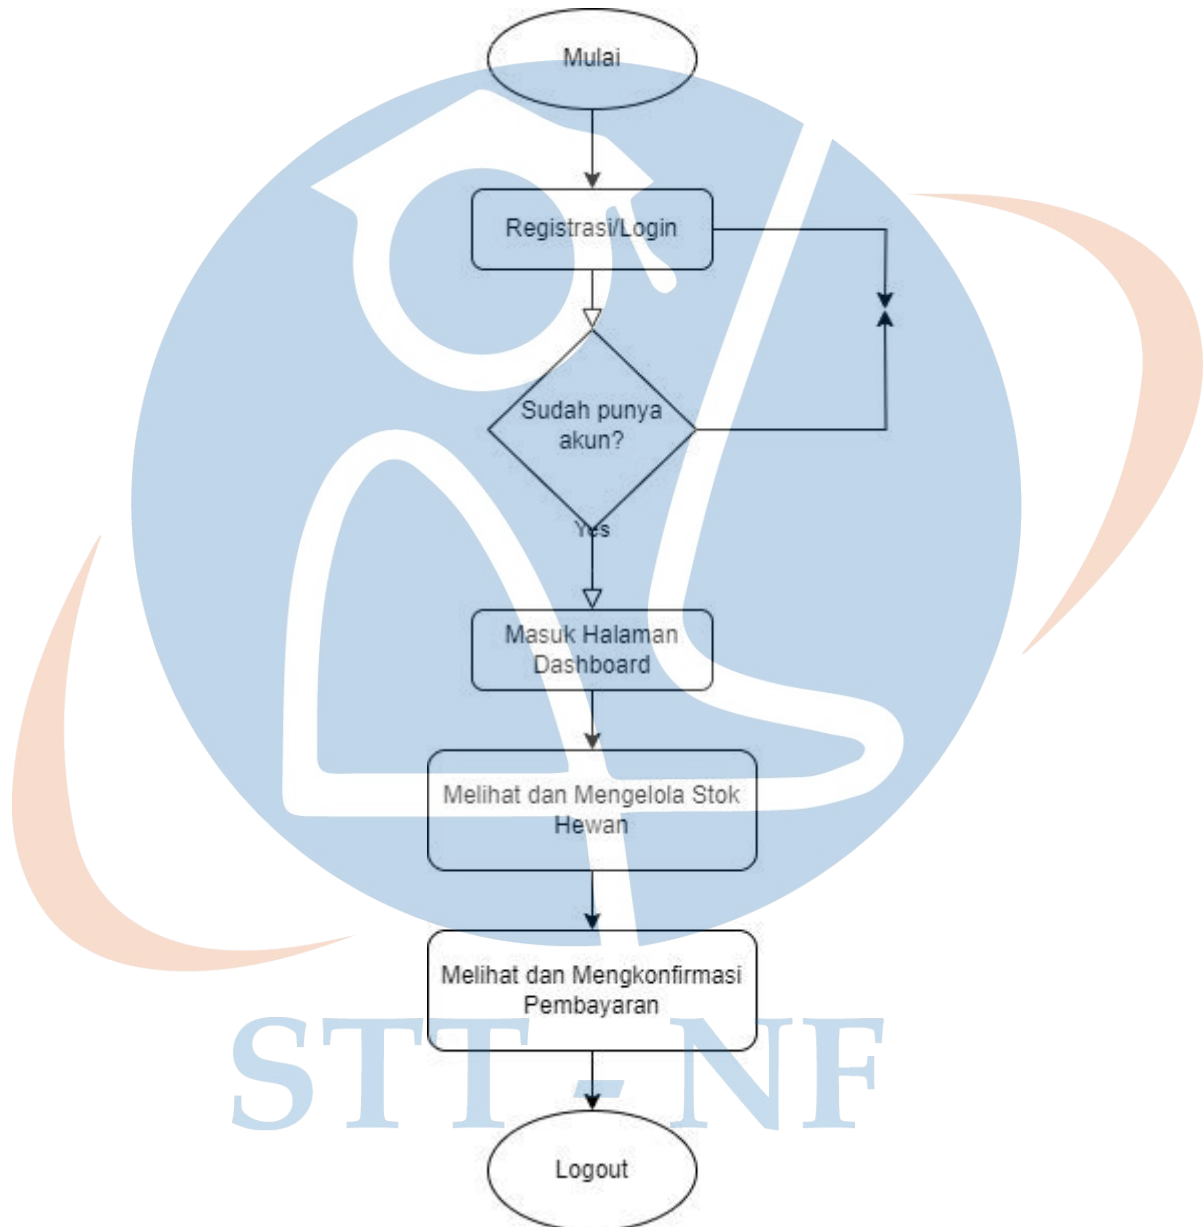 Mulai
Registrasi/Login
Sudah punya
akun?
Yes
Masuk Halaman
Dashboard
Melihat dan Mengelola Stok
Hewan
Melihat dan Mengkonfirmasi
Pembayaran
STT - NF
Logout